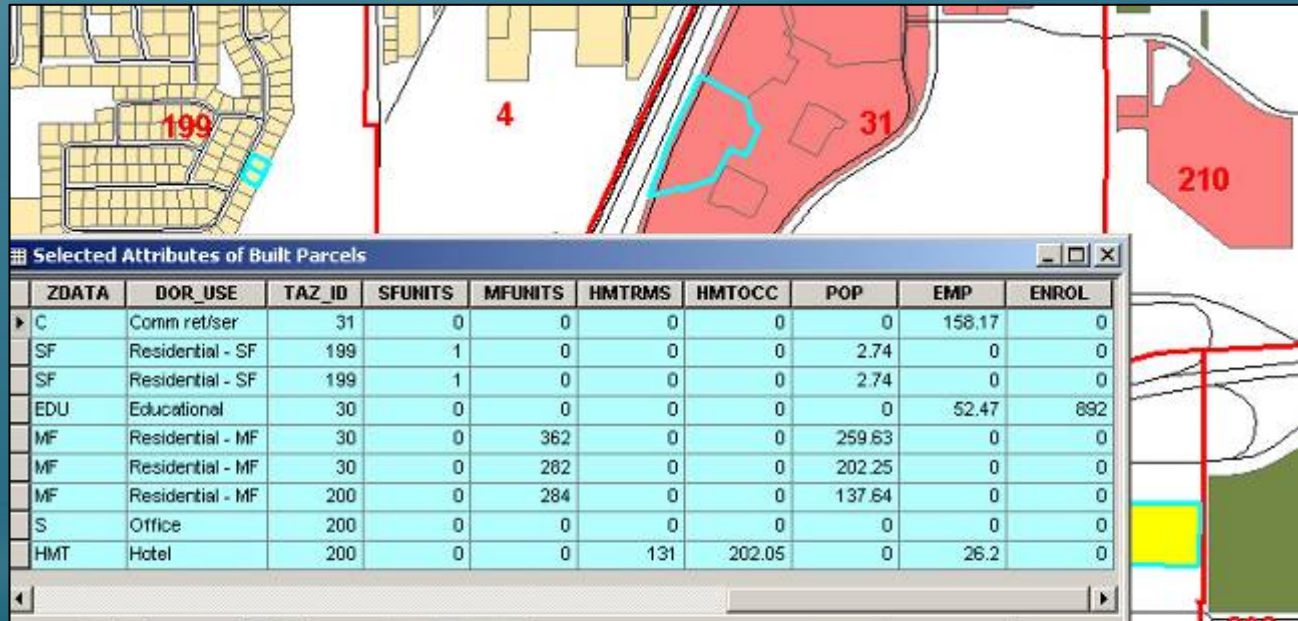 199
4
31
210
Selected Attributes of Built Parcels
ZDATA DOR_USE TAZ_ID SFUNITS MFUNITS HMTRMS HMTOCC POP EMP ENROL
C Comm ret/ser 31 0 0 0 0 0 158.17 0
SF Residential - SF 199 1 0 0 0 2.74 0 0
SF Residential - SF 199 1 0 0 0 2.74 0 0
EDU Educational 30 0 0 0 0 0 52.47 892
MF Residential - MF 30 0 362 0 0 259.63 0 0
MF Residential - MF 30 0 282 0 0 202.25 0 0
MF Residential - MF 200 0 284 0 0 137.64 0 0
S Office 200 0 0 0 0 0 0 0
HMT Hotel 200 0 0 131 202.05 0 26.2 0